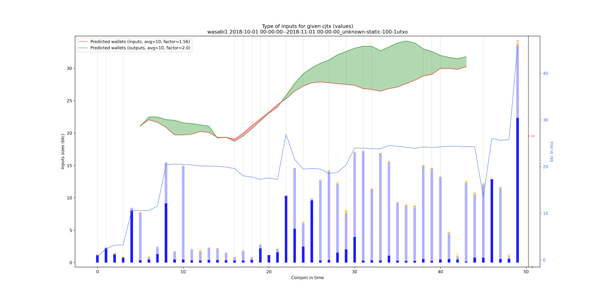 Type of inputs for given cjtx (values)
wasabi1 2018-10-01 00-00-00--2018-11-01 00-00-00_unknown-static-100-1utxo
Predicted wallets (inputs, avg=10, factor=1.56)
Predicted wallets (outputs, avg=10, factor=2.0)
Inputs sizes (btc)
30
25
20
15
10
5
0
0 10 20 30 40 50
Coinjoin in time
40
30
20
10
0
btc in mix